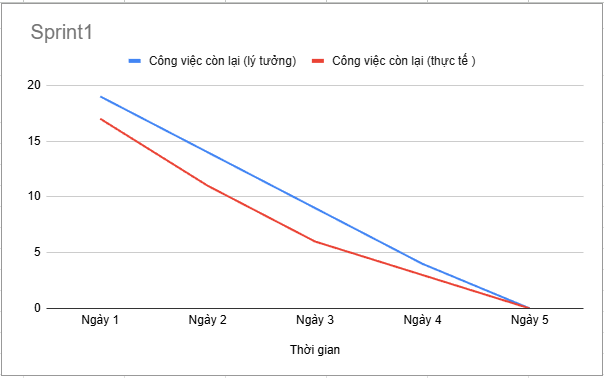 Sprint1
Công việc còn lại (lý tưởng) Công việc còn lại (thực tế )
20
15
10
5
0
Ngày 1 Ngày 2 Ngày 3 Ngày 4 Ngày 5
Thời gian